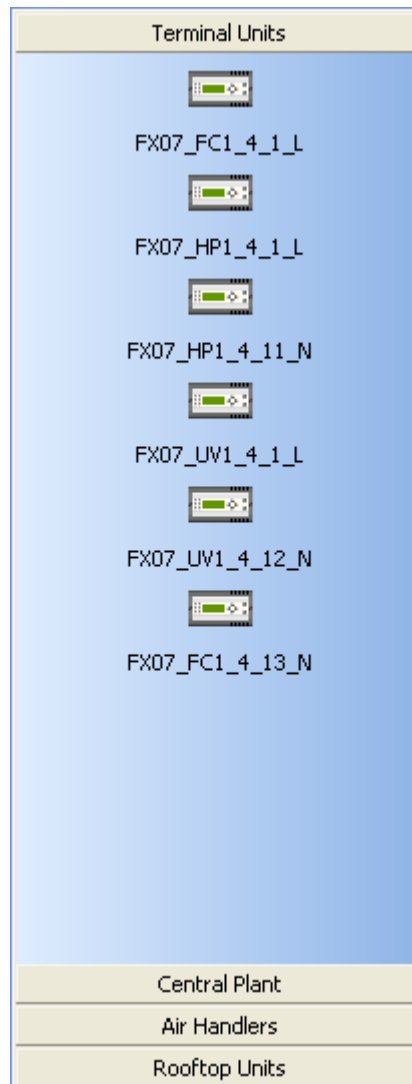 Terminal Units
FX07_FC1_4_1_L
FX07_HP1_4_1_L
FX07_HP1_4_11_N
FX07_UV1_4_1_L
FX07_UV1_4_12_N
FX07_FC1_4_13_N
Central Plant
Air Handlers
Rooftop Units